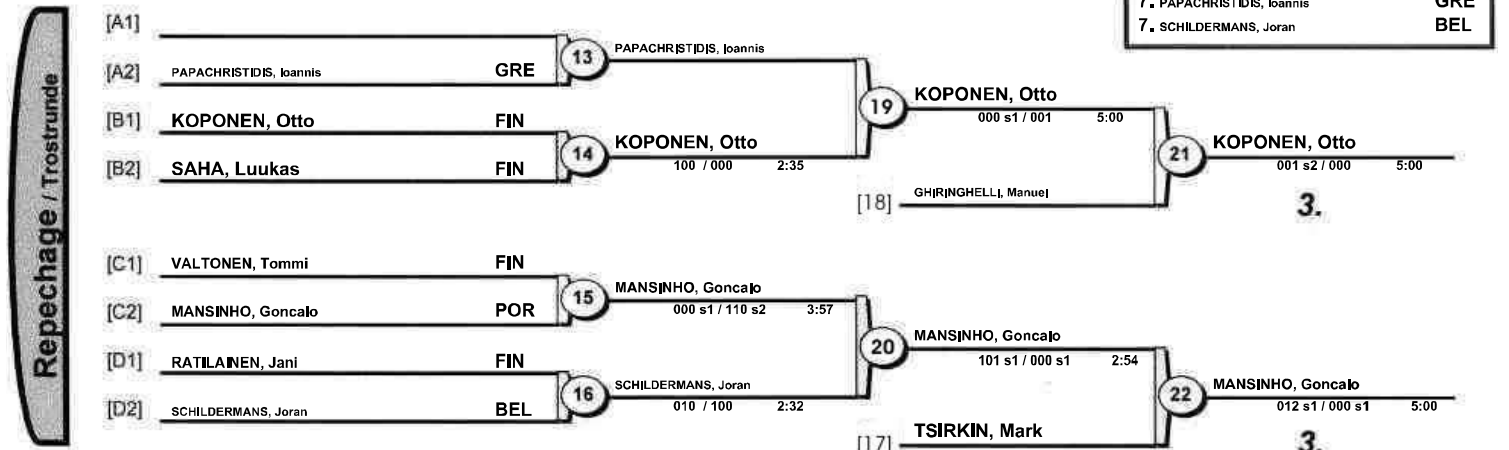 7. PAPACHRISTIDIS, Ioannis GRE
7. SCHILDERMANS, Joran BEL
Repechage / Trostrunde
[A1]
[A2] PAPACHRISTIDIS, Ioannis GRE
13 PAPACHRISTIDIS, Ioannis
[B1] KOPONEN, Otto FIN
[B2] SAHA, Luukas FIN
14 KOPONEN, Otto
100 / 000 2:35
19 KOPONEN, Otto
000 s1 / 001 5:00
[18] GHIRINGHELLI, Manuel
21 KOPONEN, Otto
001 s2 / 000 5:00
3.
[C1] VALTONEN, Tommi FIN
[C2] MANSINHO, Goncalo POR
15 MANSINHO, Goncalo
000 s1 / 110 s2 3:57
[D1] RATILAINEN, Jani FIN
[D2] SCHILDERMANS, Joran BEL
16 SCHILDERMANS, Joran
010 / 100 2:32
20 MANSINHO, Goncalo
101 s1 / 000 s1 2:54
[17] TSIRKIN, Mark
22 MANSINHO, Goncalo
012 s1 / 000 s1 5:00
3.